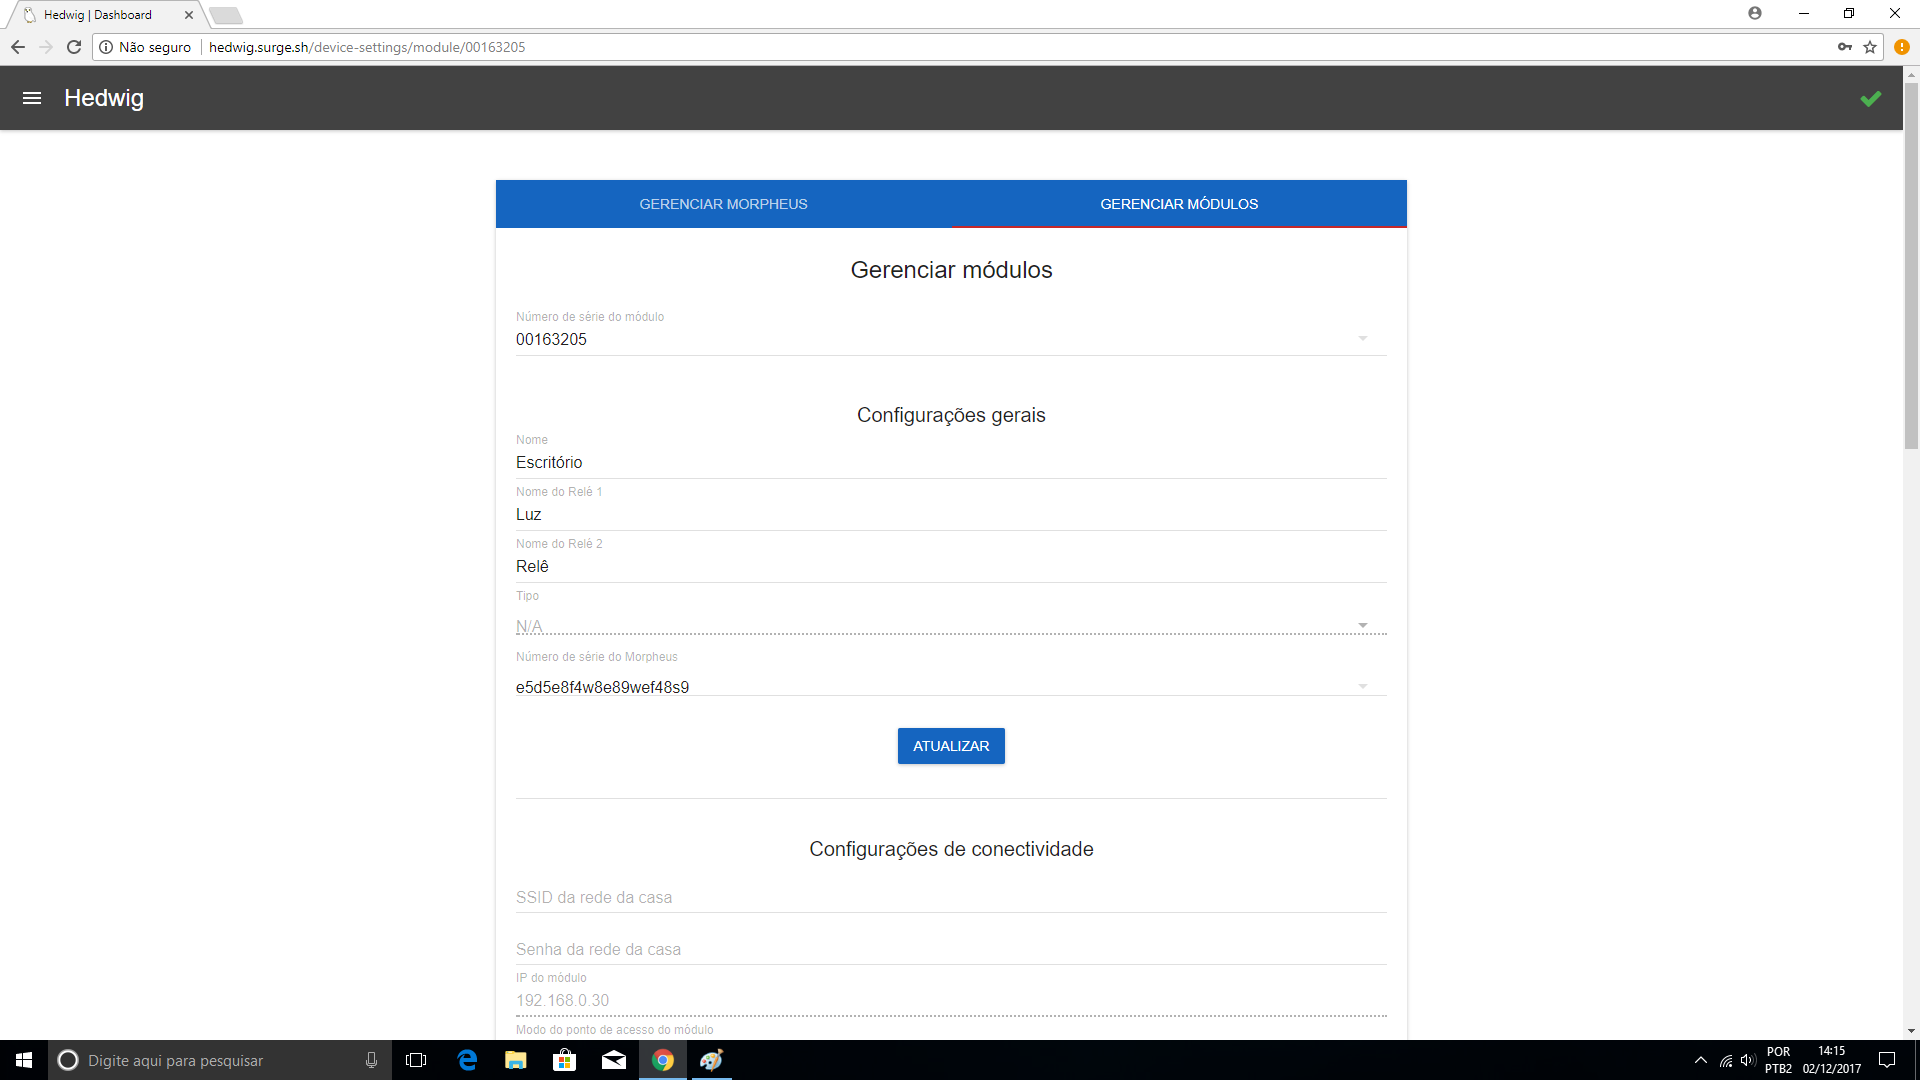 Hedwig | Dashboard
Não seguro
hedwig.surge.sh/device-settings/module/00163205
Hedwig
GERENCIAR MORPHEUS
GERENCIAR MÓDULOS
Gerenciar módulos
Número de série do módulo
00163205
Configurações gerais
Nome
Escritório
Nome do Relé 1
Luz
Nome do Relé 2
Relê
Tipo
N/A
Número de série do Morpheus
e5d5e8f4w8e89wef48s9
ATUALIZAR
Configurações de conectividade
SSID da rede da casa
Senha da rede da casa
IP do módulo
192.168.0.30
Modo do ponto de acesso do módulo
Digite aqui para pesquisar
POR
PTB2
14:15
02/12/2017